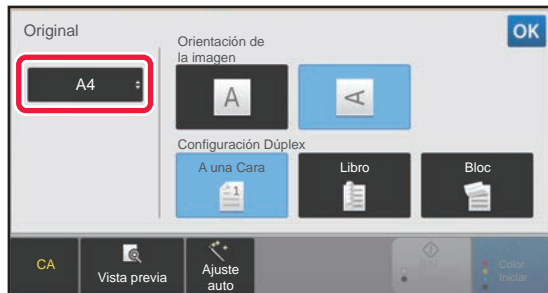 Original
OK
Orientación de
la imagen
A4
A
A
Configuración Dúplex
A una Cara
Libro
Bloc
1
CA
Vista previa
Ajuste
auto
Color
Iniciar